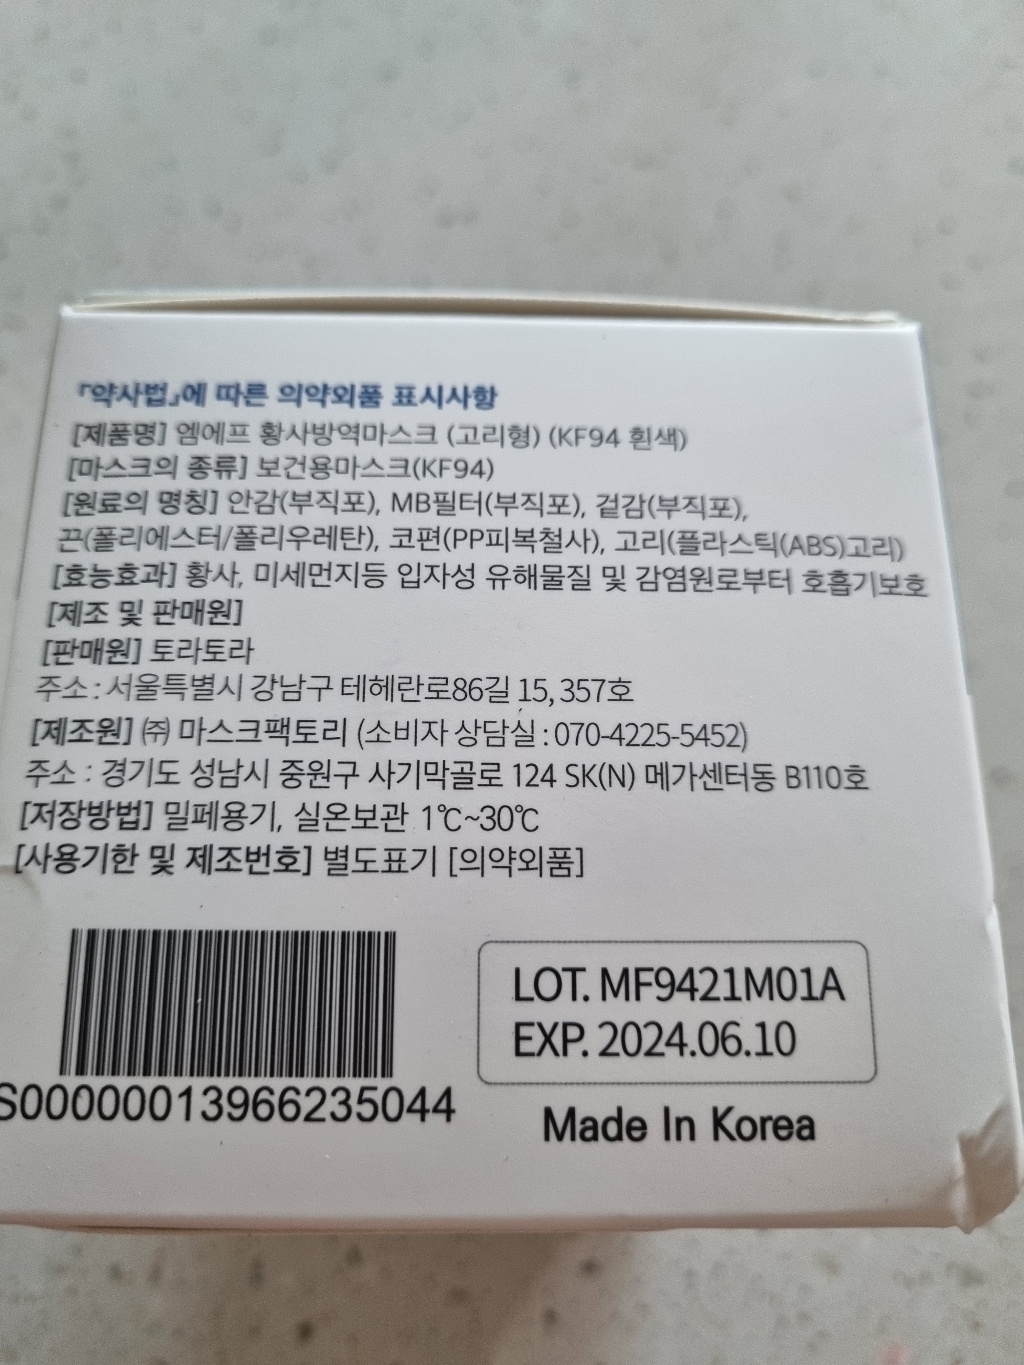 「약사법」에 따른 의약외품 표시사항
[제품명] 엠에프 황사방역마스크 (고리형) (KF94 흰색)
[마스크의 종류] 보건용마스크(KF94)
[원료의 명칭] 안감(부직포), MB필터(부직포), 겉감(부직포),
끈(폴리에스터/폴리우레탄), 코편(PP피복철사), 고리(플라스틱(ABS)고리)
[효능효과] 황사, 미세먼지등 입자성 유해물질 및 감염원로부터 호흡기보호
[제조 및 판매원]
[판매원] 토라토라
주소 : 서울특별시 강남구 테헤란로86길 15, 357호
[제조원] ㈜ 마스크팩토리 (소비자 상담실 : 070-4225-5452)
주소 : 경기도 성남시 중원구 사기막골로 124 SK(N) 메가센터동 B110호
[저장방법] 밀폐용기, 실온보관 1℃~30℃
[사용기한 및 제조번호] 별도표기 [의약외품]
LOT. MF9421M01A
EXP. 2024.06.10
S00000013966235044
Made In Korea